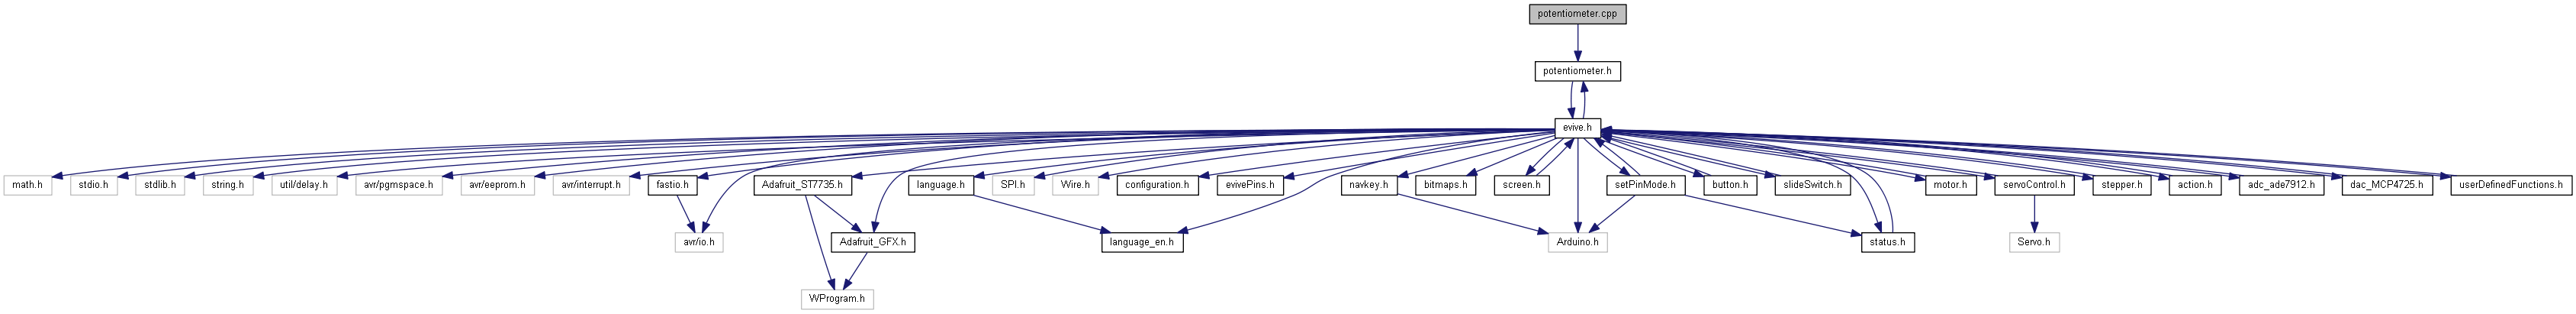 potentiometer.cpp
potentiometer.h
evive.h
math.h
stdio.h
stdlib.h
string.h
util/delay.h
avr/pgmspace.h
avr/eeprom.h
avr/interrupt.h
fastio.h
Adafruit_ST7735.h
language.h
SPI.h
Wire.h
configuration.h
evivePins.h
navkey.h
bitmaps.h
screen.h
setPinMode.h
button.h
slideSwitch.h
motor.h
servoControl.h
stepper.h
action.h
adc_ade7912.h
dac_MCP4725.h
userDefinedFunctions.h
avr/io.h
Adafruit_GFX.h
language_en.h
Arduino.h
status.h
Servo.h
WProgram.h